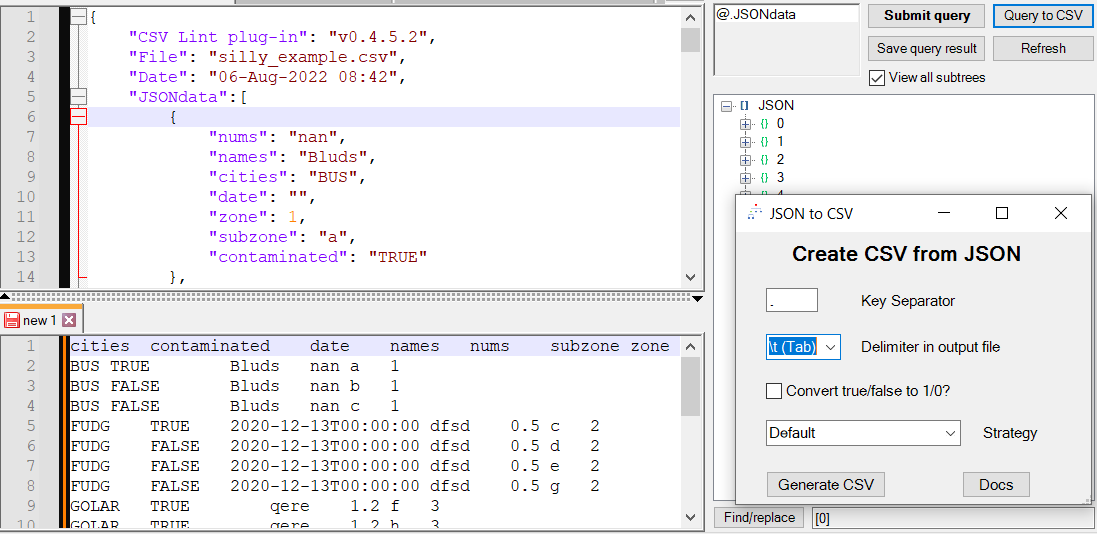 1 {
2 "CSV Lint plug-in": "v0.4.5.2",
3 "File": "silly_example.csv",
4 "Date": "06-Aug-2022 08:42",
5 "JSONdata":[
6 {
7 "nums": "nan",
8 "names": "Bluds",
9 "cities": "BUS",
10 "date": "",
11 "zone": 1,
12 "subzone": "a",
13 "contaminated": "TRUE"
14 },
new 1
1 cities contaminated date names nums subzone zone
2 BUS TRUE Bluds nan a 1
3 BUS FALSE Bluds nan b 1
4 BUS FALSE Bluds nan c 1
5 FUDG TRUE 2020-12-13T00:00:00 dfsd 0.5 c 2
6 FUDG FALSE 2020-12-13T00:00:00 dfsd 0.5 d 2
7 FUDG FALSE 2020-12-13T00:00:00 dfsd 0.5 e 2
8 FUDG FALSE 2020-12-13T00:00:00 dfsd 0.5 g 2
9 GOLAR TRUE qere 1.2 f 3
10 GOLAR TRUE qere 1.2 h 3
@.JSONdata
Submit query Query to CSV
Save query result Refresh
View all subtrees
[] JSON
{} 0
{} 1
{} 2
{} 3
JSON to CSV
Create CSV from JSON
. Key Separator
\t (Tab) Delimiter in output file
Convert true/false to 1/0?
Default Strategy
Generate CSV Docs
Find/replace [0]